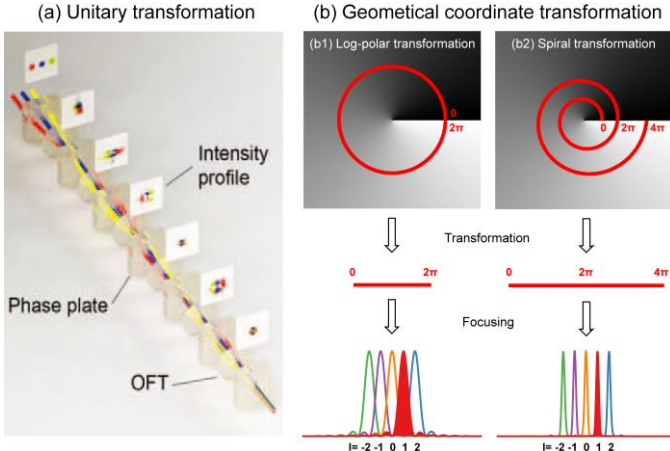 (a) Unitary transformation
Intensity
profile
Phase plate
OFT
(b) Geometical coordinate transformation
(b1) Log-polar transformation
0
2π
(b2) Spiral transformation
0 2π 4π
Transformation
0 2π
0 2π 4π
Focusing
l= -2 -1 0 1 2
l= -2 -1 0 1 2